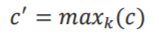 c′ = max_k(c)